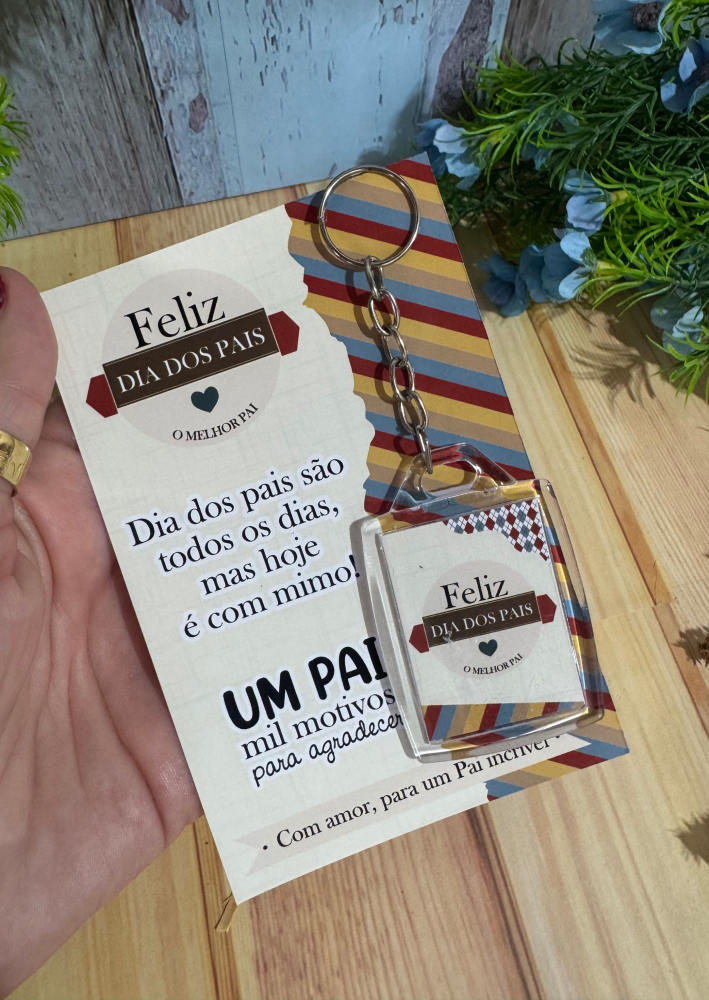 Feliz
DIA DOS PAIS
O MELHOR PAI
Dia dos pais são
todos os dias,
mas hoje
é com mimo!
UM PAI
mil motivos
para agradecer
· Com amor, para um Pai incrível ·
Feliz
DIA DOS PAIS
O MELHOR PAI